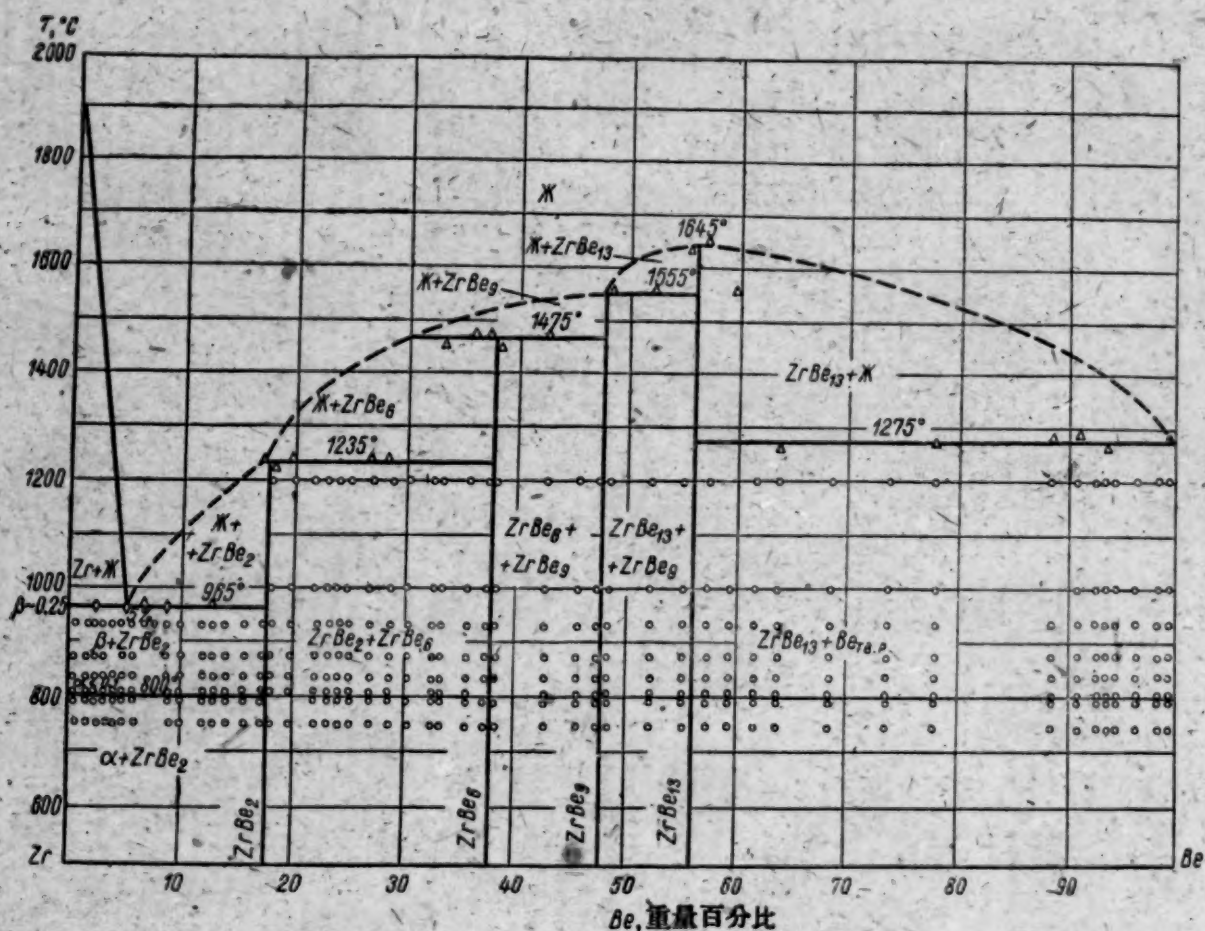 T,°C
2000
1800
1600
1400
1200
1000
β-0,25
800
600
Ж
1645°
Ж+ZrBe₁₃
1555°
Ж+ZrBe₉
1475°
ZrBe₁₃+Ж
Ж+ZrBe₆
1275°
1235°
Ж+
+ZrBe₂
ZrBe₆+
+ZrBe₉
ZrBe₁₃+
+ZrBe₉
Zr+Ж
965°
β+ZrBe₂
ZrBe₂+ZrBe₆
ZrBe₁₃+Beтв.р
800°
α+ZrBe₂
ZrBe₂
ZrBe₆
ZrBe₉
ZrBe₁₃
Zr
Be
10 20 30 40 50 60 70 80 90
Be,重量百分比